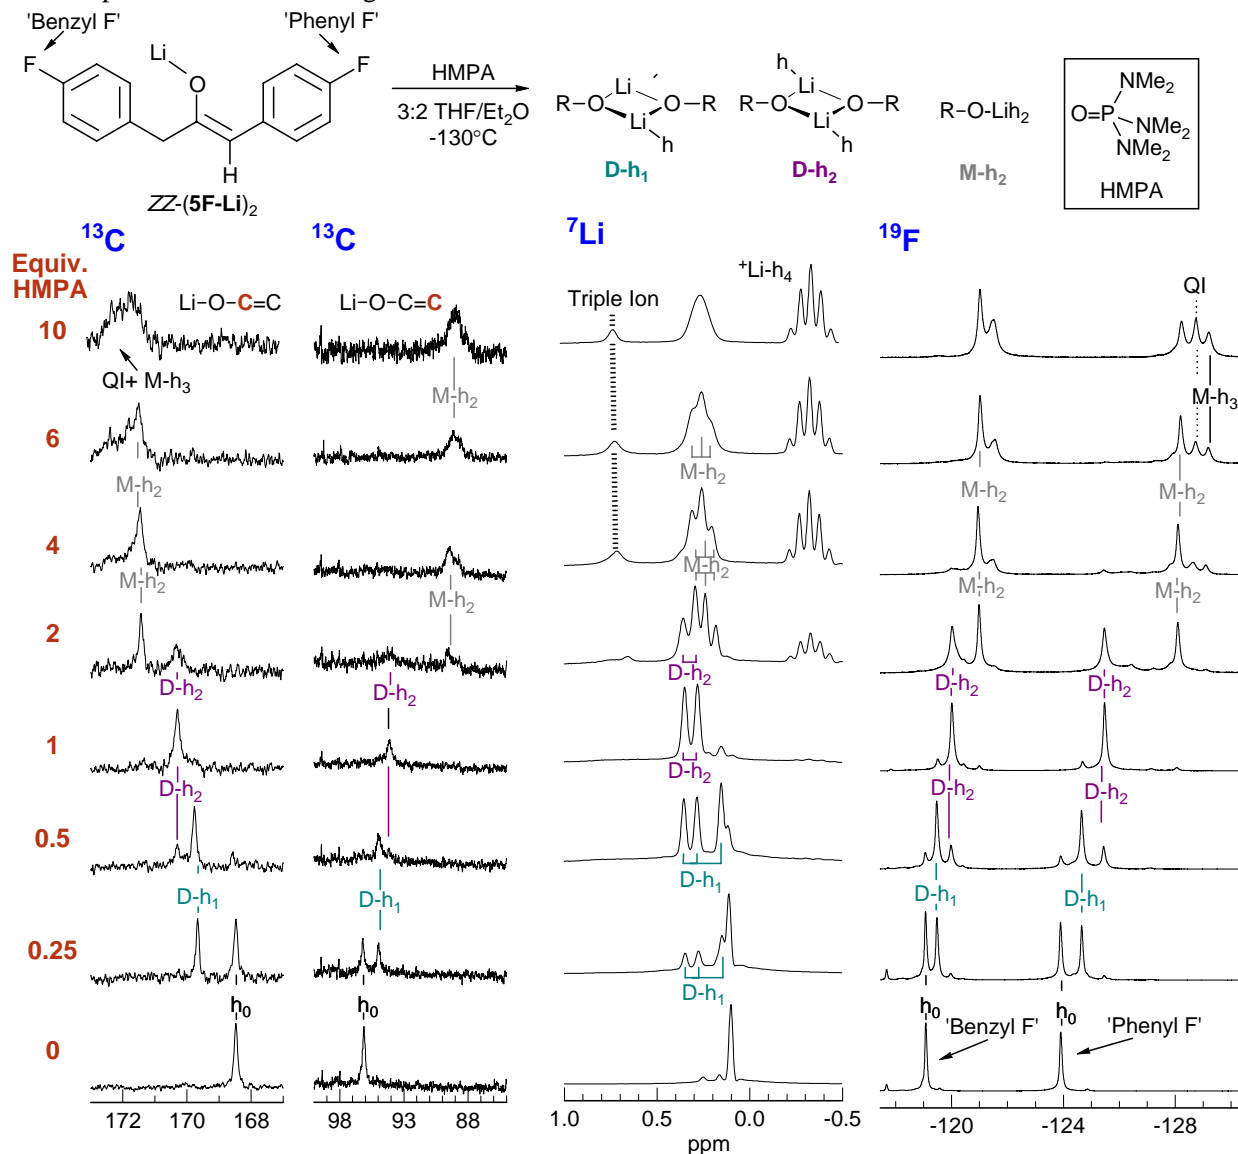 'Benzyl F'
'Phenyl F'
Li
F
O
F
H
ZZ-(5F-Li)₂
HMPA
3:2 THF/Et₂O
-130°C
Li
R–O
O–R
Li
h
D-h₁
h
Li
R–O
O–R
Li
h
D-h₂
R–O–Lih₂
M-h₂
NMe₂
O=P
NMe₂
NMe₂
HMPA
¹³C
¹³C
⁷Li
¹⁹F
Equiv.
HMPA
10
Li–O–C=C
Li–O–C=C
Triple Ion
⁺Li-h₄
QI
QI+ M-h₃
M-h₂
M-h₃
6
M-h₂
M-h₂
M-h₂
M-h₂
4
M-h₂
M-h₂
M-h₂
M-h₂
M-h₂
2
D-h₂
D-h₂
D-h₂
D-h₂
D-h₂
1
D-h₂
D-h₂
D-h₂
D-h₂
0.5
D-h₁
D-h₁
D-h₁
D-h₁
D-h₁
0.25
D-h₁
h₀
h₀
h₀
h₀
0
'Benzyl F'
'Phenyl F'
172 170 168
98 93 88
1.0 0.5 0.0 -0.5
ppm
-120 -124 -128